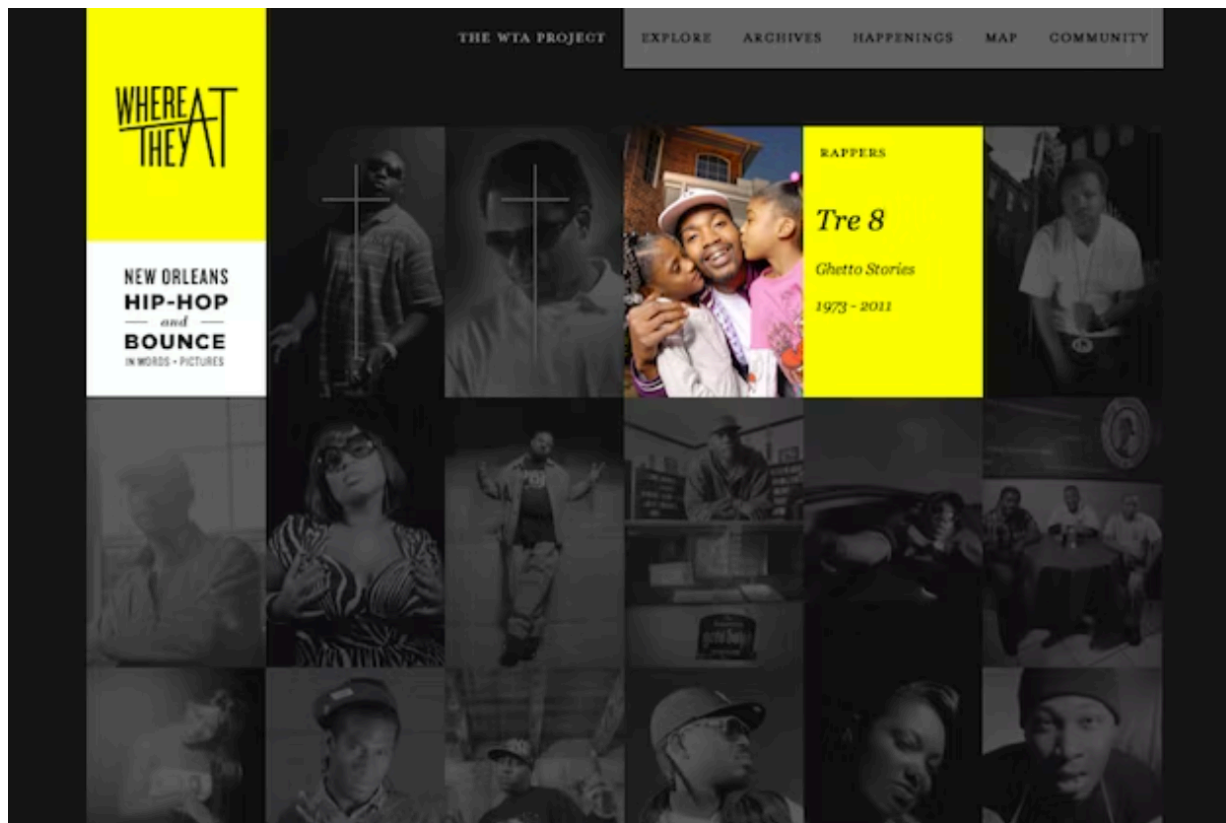 THE WTA PROJECT
EXPLORE ARCHIVES HAPPENINGS MAP COMMUNITY
WHERE
THEY AT
NEW ORLEANS
HIP-HOP
and
BOUNCE
IN WORDS + PICTURES
RAPPERS
Tre 8
Ghetto Stories
1973 - 2011